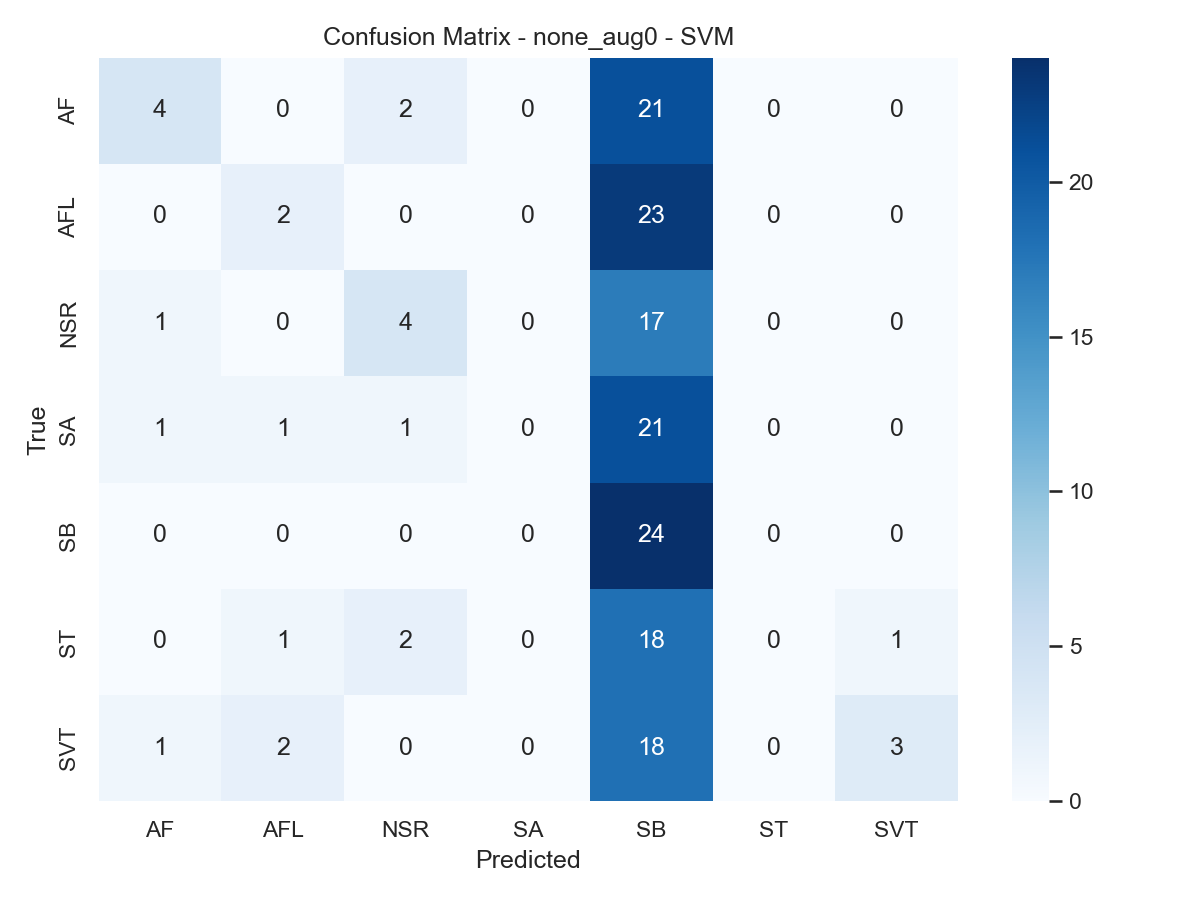 Confusion Matrix - none_aug0 - SVM
AF 4 0 2 0 21 0 0
AFL 0 2 0 0 23 0 0
NSR 1 0 4 0 17 0 0
SA 1 1 1 0 21 0 0
SB 0 0 0 0 24 0 0
ST 0 1 2 0 18 0 1
SVT 1 2 0 0 18 0 3
True
AF AFL NSR SA SB ST SVT
Predicted
20
15
10
5
0